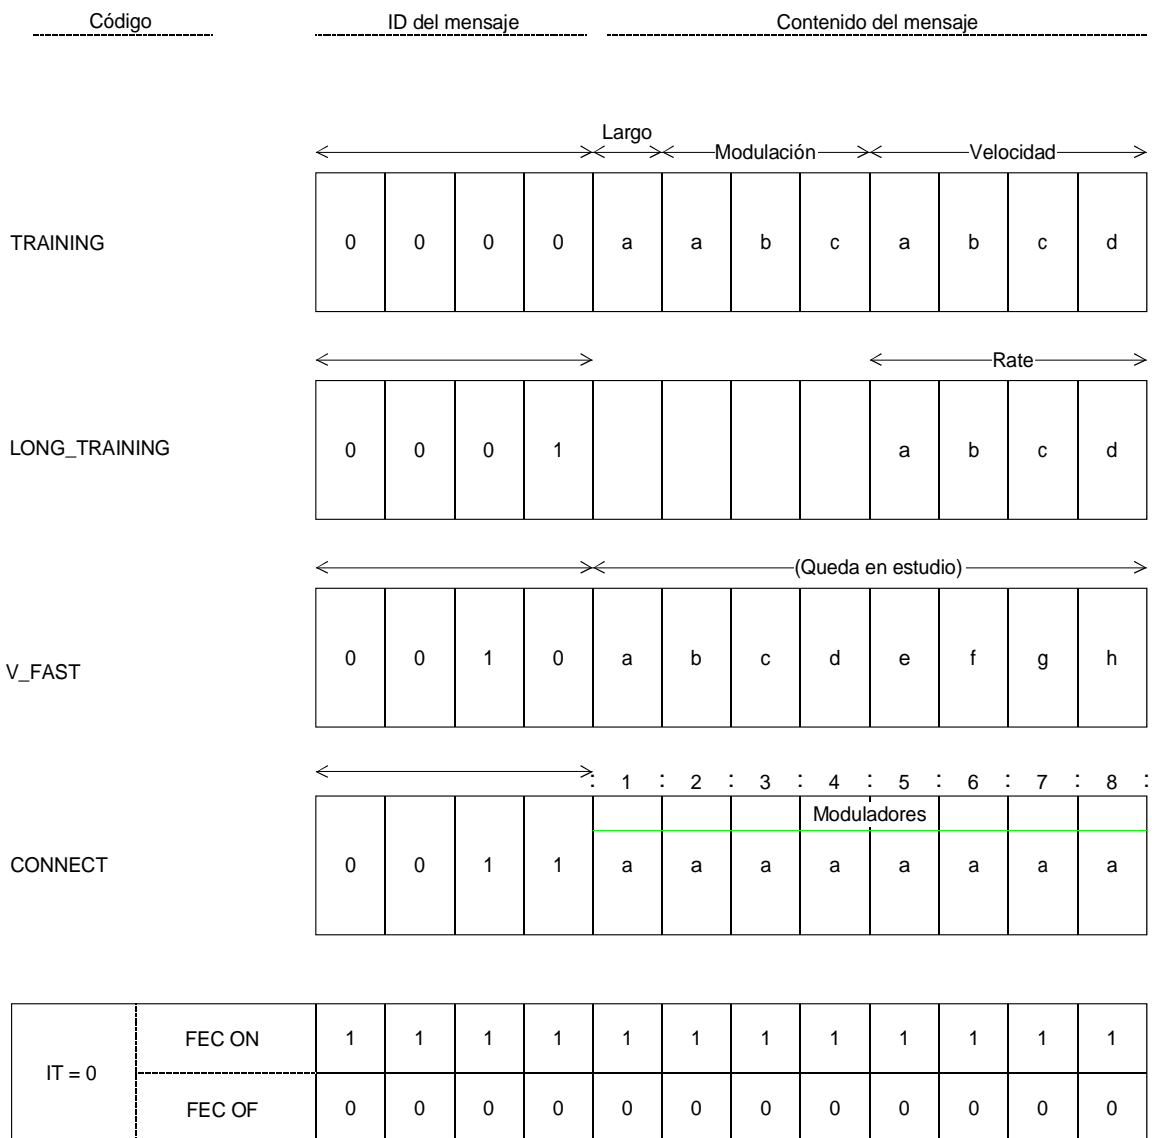 Código ID del mensaje Contenido del mensaje
Largo
Modulación Velocidad
TRAINING 0 0 0 0 a a b c a b c d
Rate
LONG_TRAINING 0 0 0 1 a b c d
(Queda en estudio)
V_FAST 0 0 1 0 a b c d e f g h
: 1 : 2 : 3 : 4 : 5 : 6 : 7 : 8 :
Moduladores
CONNECT 0 0 1 1 a a a a a a a a
FEC ON 1 1 1 1 1 1 1 1 1 1 1 1
IT = 0
FEC OF 0 0 0 0 0 0 0 0 0 0 0 0